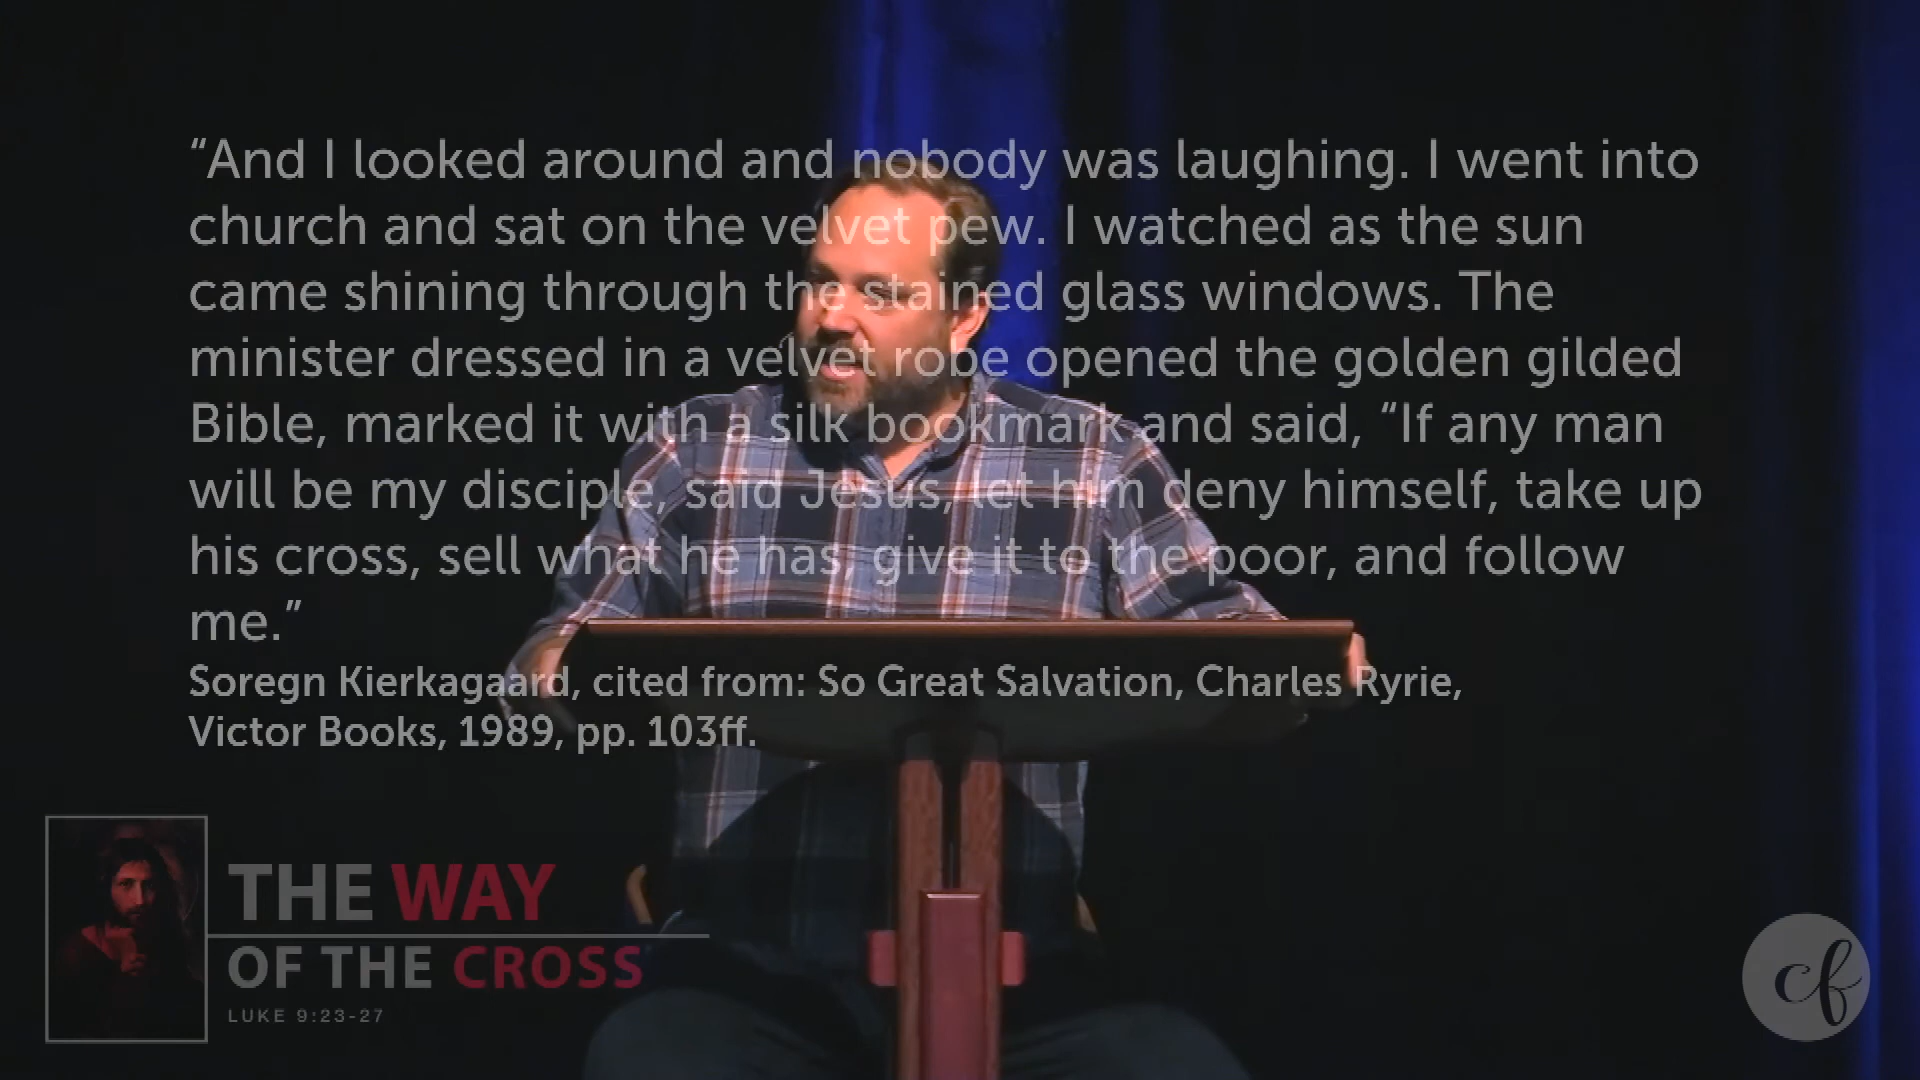 “And I looked around and nobody was laughing. I went into
church and sat on the velvet pew. I watched as the sun
came shining through the stained glass windows. The
minister dressed in a velvet robe opened the golden gilded
Bible, marked it with a silk bookmark and said, “If any man
will be my disciple, said Jesus, let him deny himself, take up
his cross, sell what he has, give it to the poor, and follow
me.”
Soregn Kierkagaard, cited from: So Great Salvation, Charles Ryrie,
Victor Books, 1989, pp. 103ff.
THE WAY
OF THE CROSS
LUKE 9:23-27
cf